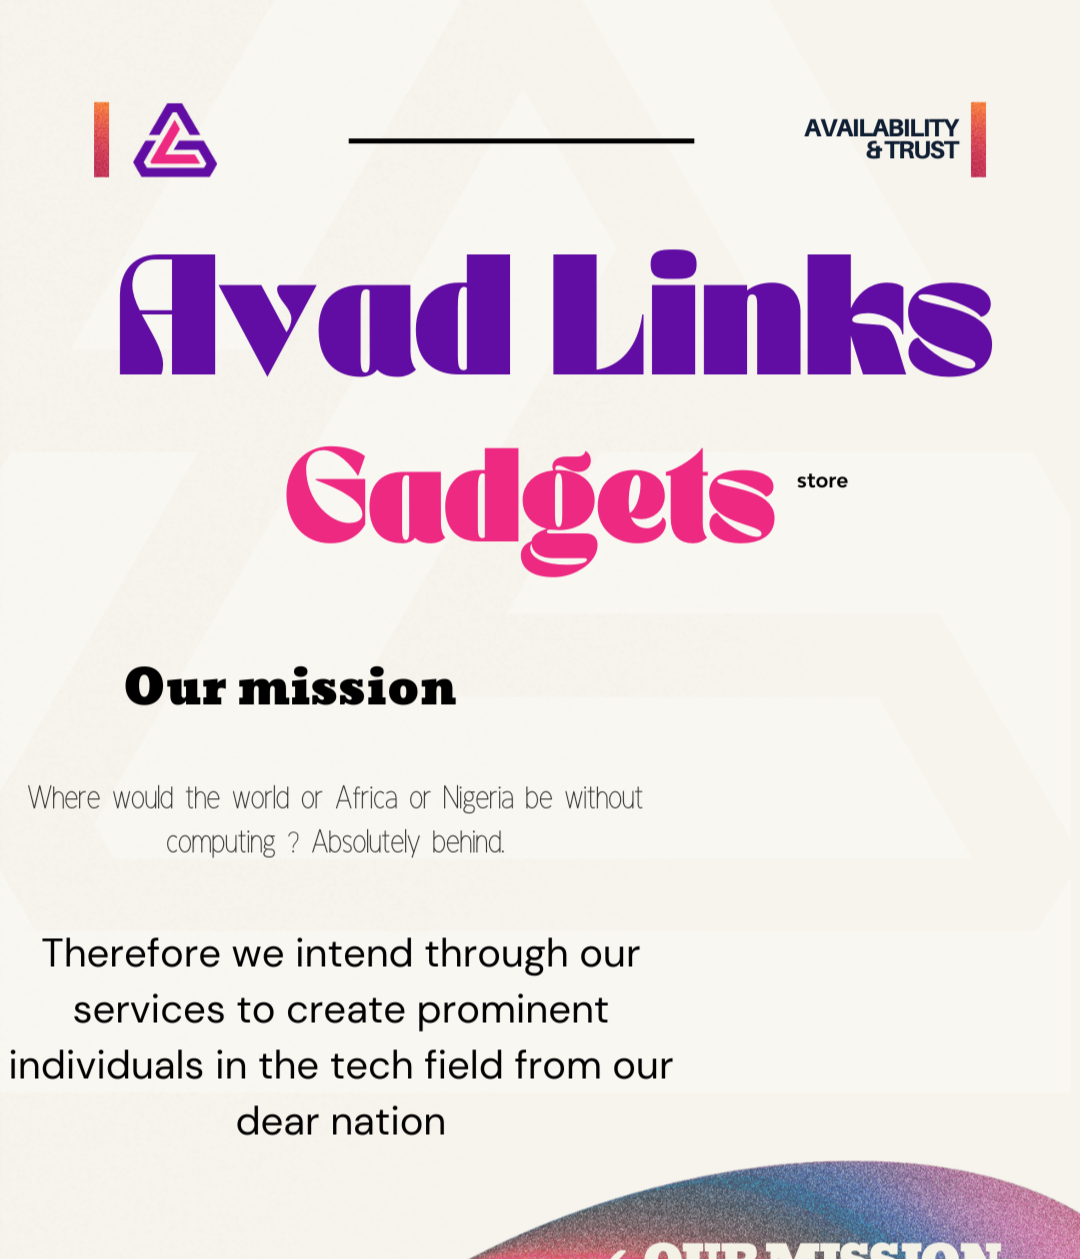 AVAILABILITY
& TRUST
Avad Links
Gadgets store
Our mission
Where would the world or Africa or Nigeria be without
computing ? Absolutely behind.
Therefore we intend through our
services to create prominent
individuals in the tech field from our
dear nation
OUR MISSION